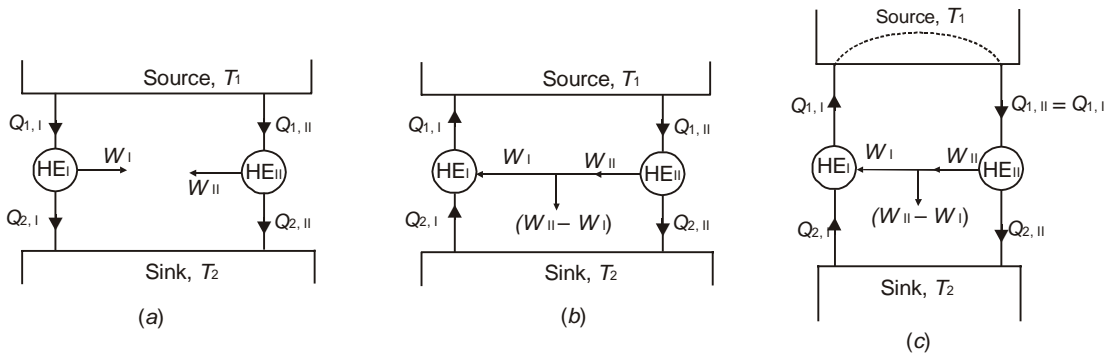 Source, T1
Q1, I
Q1, II
HEI
WI
WII
HEII
Q2, I
Q2, II
Sink, T2
(a)
Source, T1
Q1, I
Q1, II
HEI
WI
WII
HEII
(WII – WI)
Q2, I
Q2, II
Sink, T2
(b)
Source, T1
Q1, I
Q1, II = Q1, I
HEI
WI
WII
HEII
(WII – WI)
Q2, I
Q2, II
Sink, T2
(c)